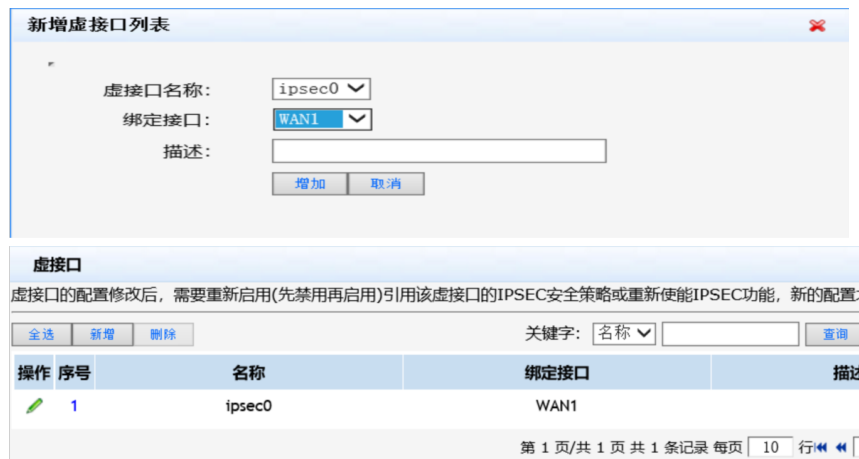 新增虚接口列表
虚接口名称： ipsec0
绑定接口： WAN1
描述：
增加 取消
虚接口
虚接口的配置修改后，需要重新启用(先禁用再启用)引用该虚接口的IPSEC安全策略或重新使能IPSEC功能，新的配置
全选 新增 删除 关键字： 名称 查询
操作 序号 名称 绑定接口 描述
1 ipsec0 WAN1
第 1 页/共 1 页 共 1 条记录 每页 10 行